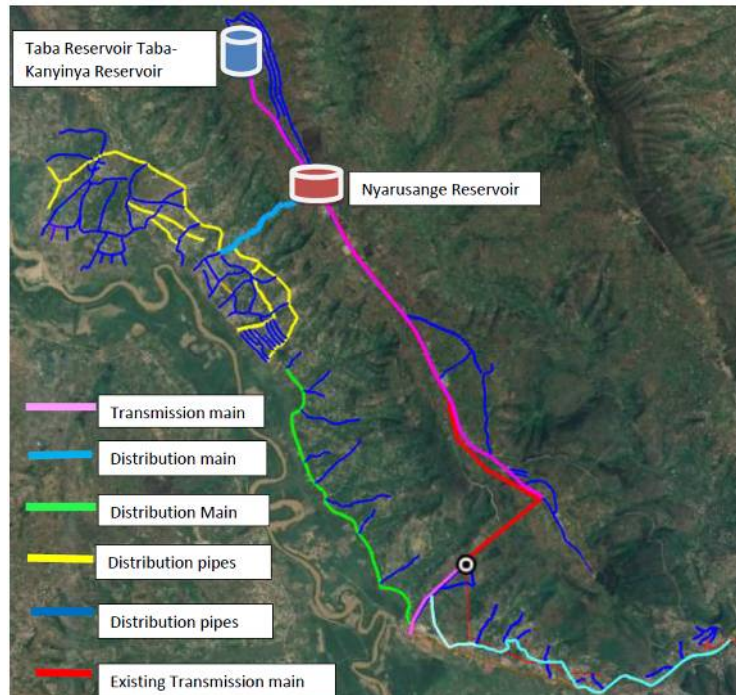 Taba Reservoir Taba-
Kanyinya Reservoir
Nyarusange Reservoir
Transmission main
Distribution main
Distribution Main
Distribution pipes
Distribution pipes
Existing Transmission main